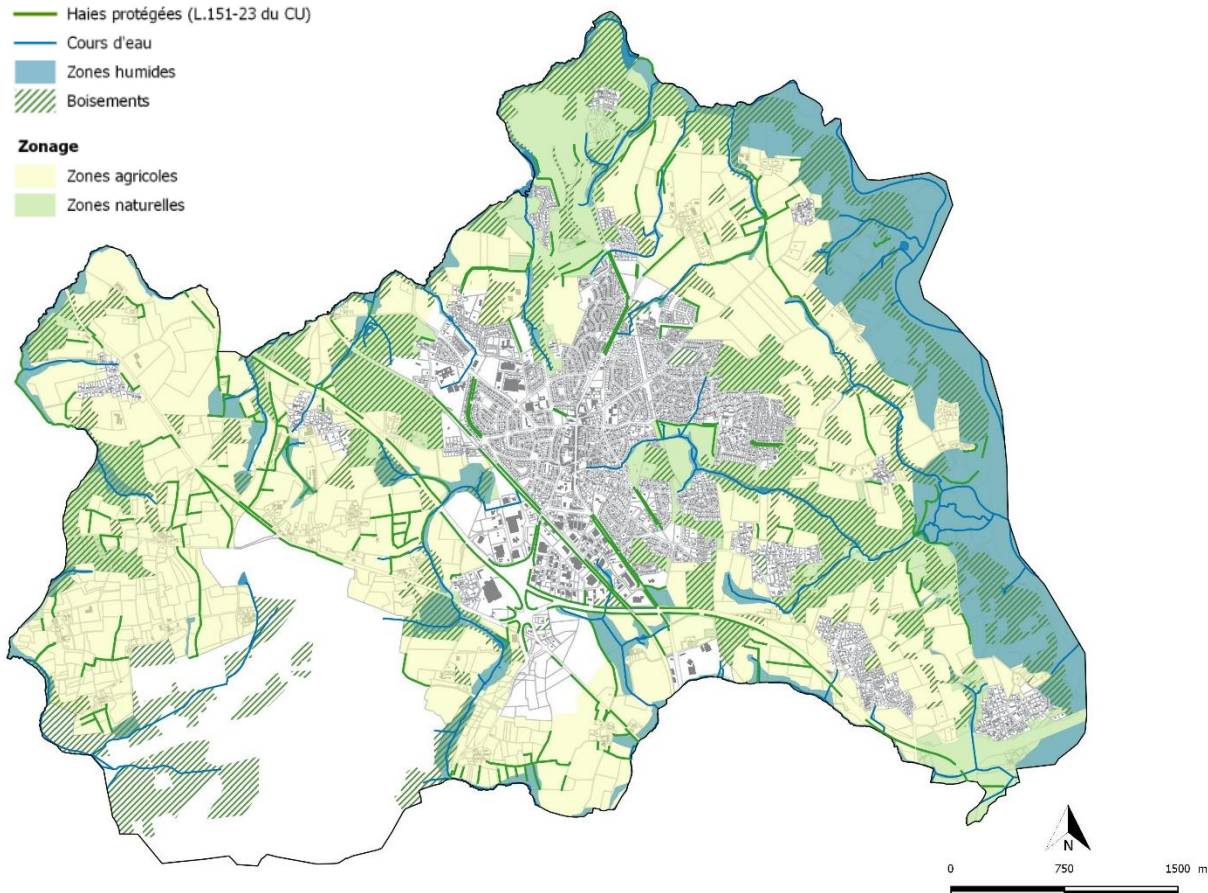 Haies protégées (L.151-23 du CU)
Cours d'eau
Zones humides
Boisements
Zonage
Zones agricoles
Zones naturelles
N
0 750 1500 m